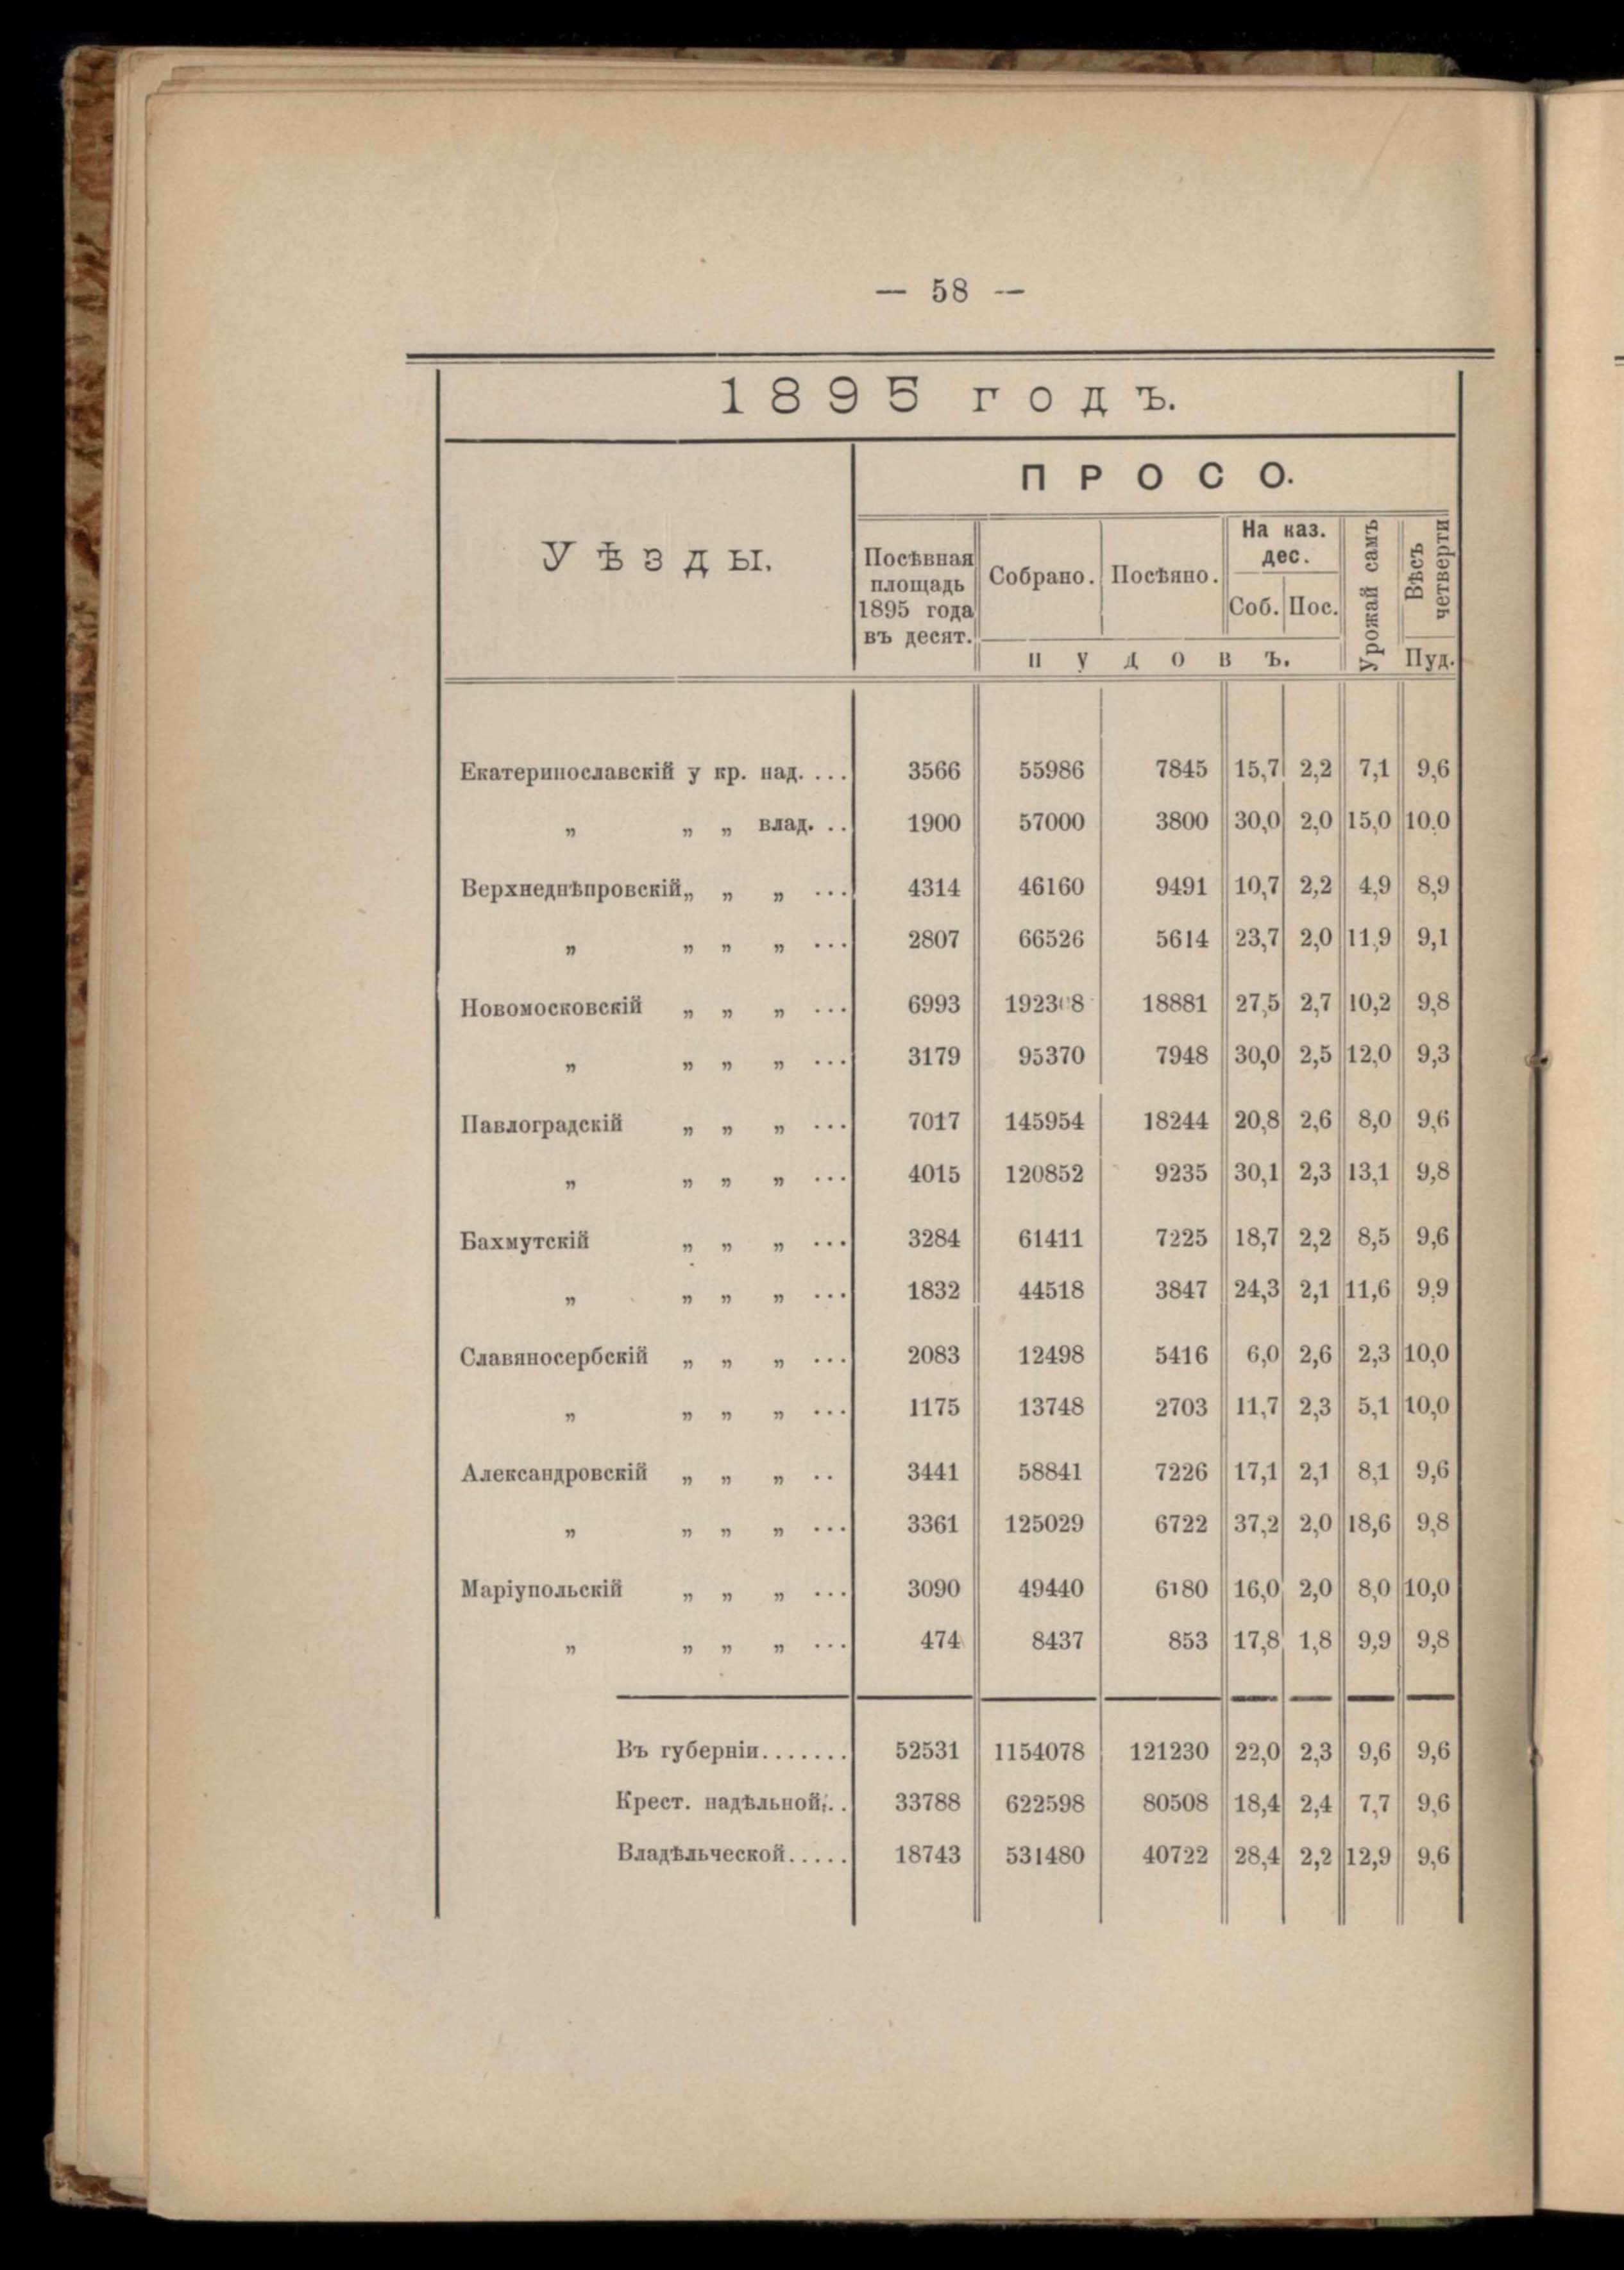 — 58 —
1895 годъ.
Уѣзды.
ПРОСО.
Посѣвная площадь 1895 года въ десят.
Собрано.
Посѣяно.
На каз. дес.
Соб. Пос.
Урожай самъ
Вѣсъ четверти
пудовъ.
Пуд.
Екатеринославскій у кр. над. ... 3566 55986 7845 15,7 2,2 7,1 9,6
„ „ „ влад. .. 1900 57000 3800 30,0 2,0 15,0 10,0
Верхнеднѣпровскій „ „ „ ... 4314 46160 9491 10,7 2,2 4,9 8,9
„ „ „ „ ... 2807 66526 5614 23,7 2,0 11,9 9,1
Новомосковскій „ „ „ ... 6993 192308 18881 27,5 2,7 10,2 9,8
„ „ „ „ ... 3179 95370 7948 30,0 2,5 12,0 9,3
Павлоградскій „ „ „ ... 7017 145954 18244 20,8 2,6 8,0 9,6
„ „ „ „ ... 4015 120852 9235 30,1 2,3 13,1 9,8
Бахмутскій „ „ „ ... 3284 61411 7225 18,7 2,2 8,5 9,6
„ „ „ „ ... 1832 44518 3847 24,3 2,1 11,6 9,9
Славяносербскій „ „ „ ... 2083 12498 5416 6,0 2,6 2,3 10,0
„ „ „ „ ... 1175 13748 2703 11,7 2,3 5,1 10,0
Александровскій „ „ „ .. 3441 58841 7226 17,1 2,1 8,1 9,6
„ „ „ „ ... 3361 125029 6722 37,2 2,0 18,6 9,8
Маріупольскій „ „ „ ... 3090 49440 6180 16,0 2,0 8,0 10,0
„ „ „ „ ... 474 8437 853 17,8 1,8 9,9 9,8
Въ губерніи....... 52531 1154078 121230 22,0 2,3 9,6 9,6
Крест. надѣльной... 33788 622598 80508 18,4 2,4 7,7 9,6
Владѣльческой..... 18743 531480 40722 28,4 2,2 12,9 9,6